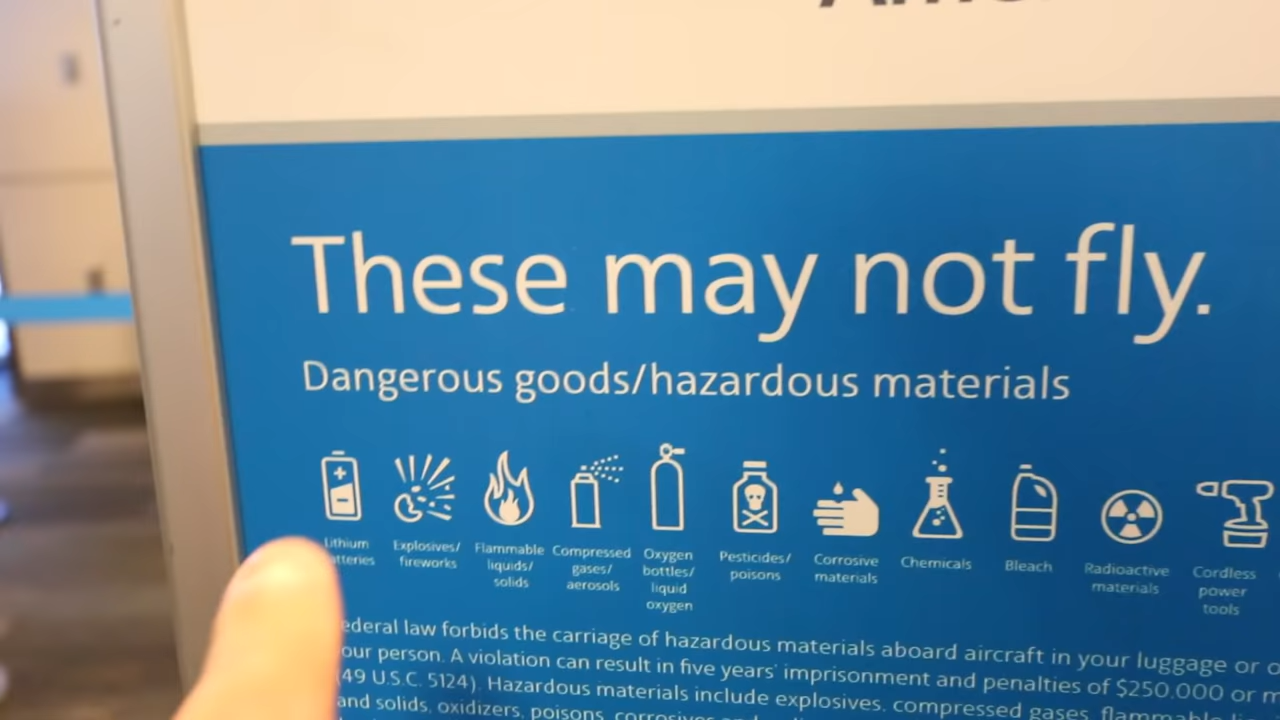 These may not fly.
Dangerous goods/hazardous materials
Lithium
Explosives/
fireworks
Flammable
liquids/
solids
Compressed
gases/
aerosols
Oxygen
bottles/
liquid
oxygen
Pesticides/
poisons
Corrosive
materials
Chemicals
Bleach
Radioactive
materials
Cordless
power
tools
ederal law forbids the carriage of hazardous materials aboard aircraft in your luggage or o
our person. A violation can result in five years' imprisonment and penalties of $250,000 or m
(49 U.S.C. 5124). Hazardous materials include explosives, compressed gases, flammable
and solids, oxidizers, poisons, corrosives and